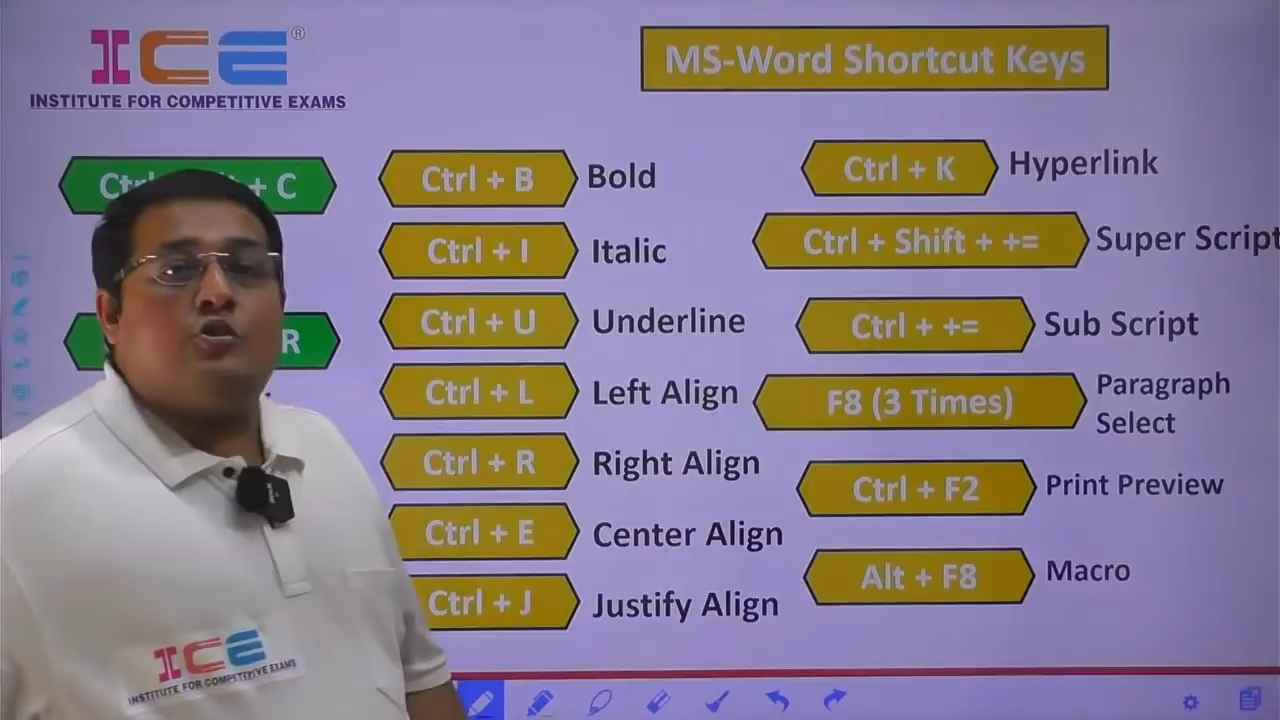 ICE®
INSTITUTE FOR COMPETITIVE EXAMS
MS-Word Shortcut Keys
+ C
R
Ctrl + B Bold
Ctrl + I Italic
Ctrl + U Underline
Ctrl + L Left Align
Ctrl + R Right Align
Ctrl + E Center Align
Ctrl + J Justify Align
Ctrl + K Hyperlink
Ctrl + Shift + += Super Script
Ctrl + += Sub Script
F8 (3 Times) Paragraph
Select
Ctrl + F2 Print Preview
Alt + F8 Macro
ICE
INSTITUTE FOR COMPETITIVE EXAMS